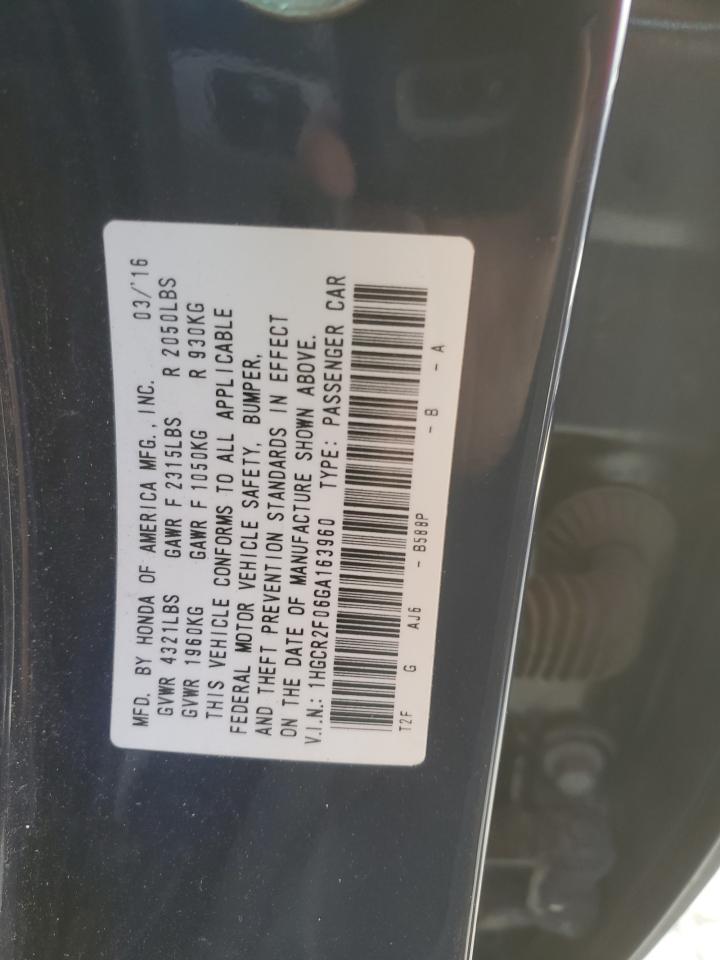 MFD. BY HONDA OF AMERICA MFG., INC. 03/'16
GVWR 4321LBS GAWR F 2315LBS R 2050LBS
GVWR 1960KG GAWR F 1050KG R 930KG
THIS VEHICLE CONFORMS TO ALL APPLICABLE
FEDERAL MOTOR VEHICLE SAFETY, BUMPER,
AND THEFT PREVENTION STANDARDS IN EFFECT
ON THE DATE OF MANUFACTURE SHOWN ABOVE.
V.I.N.: 1HGCR2F06GA163960 TYPE: PASSENGER CAR
T2F G AJ6 - B588P - B - A